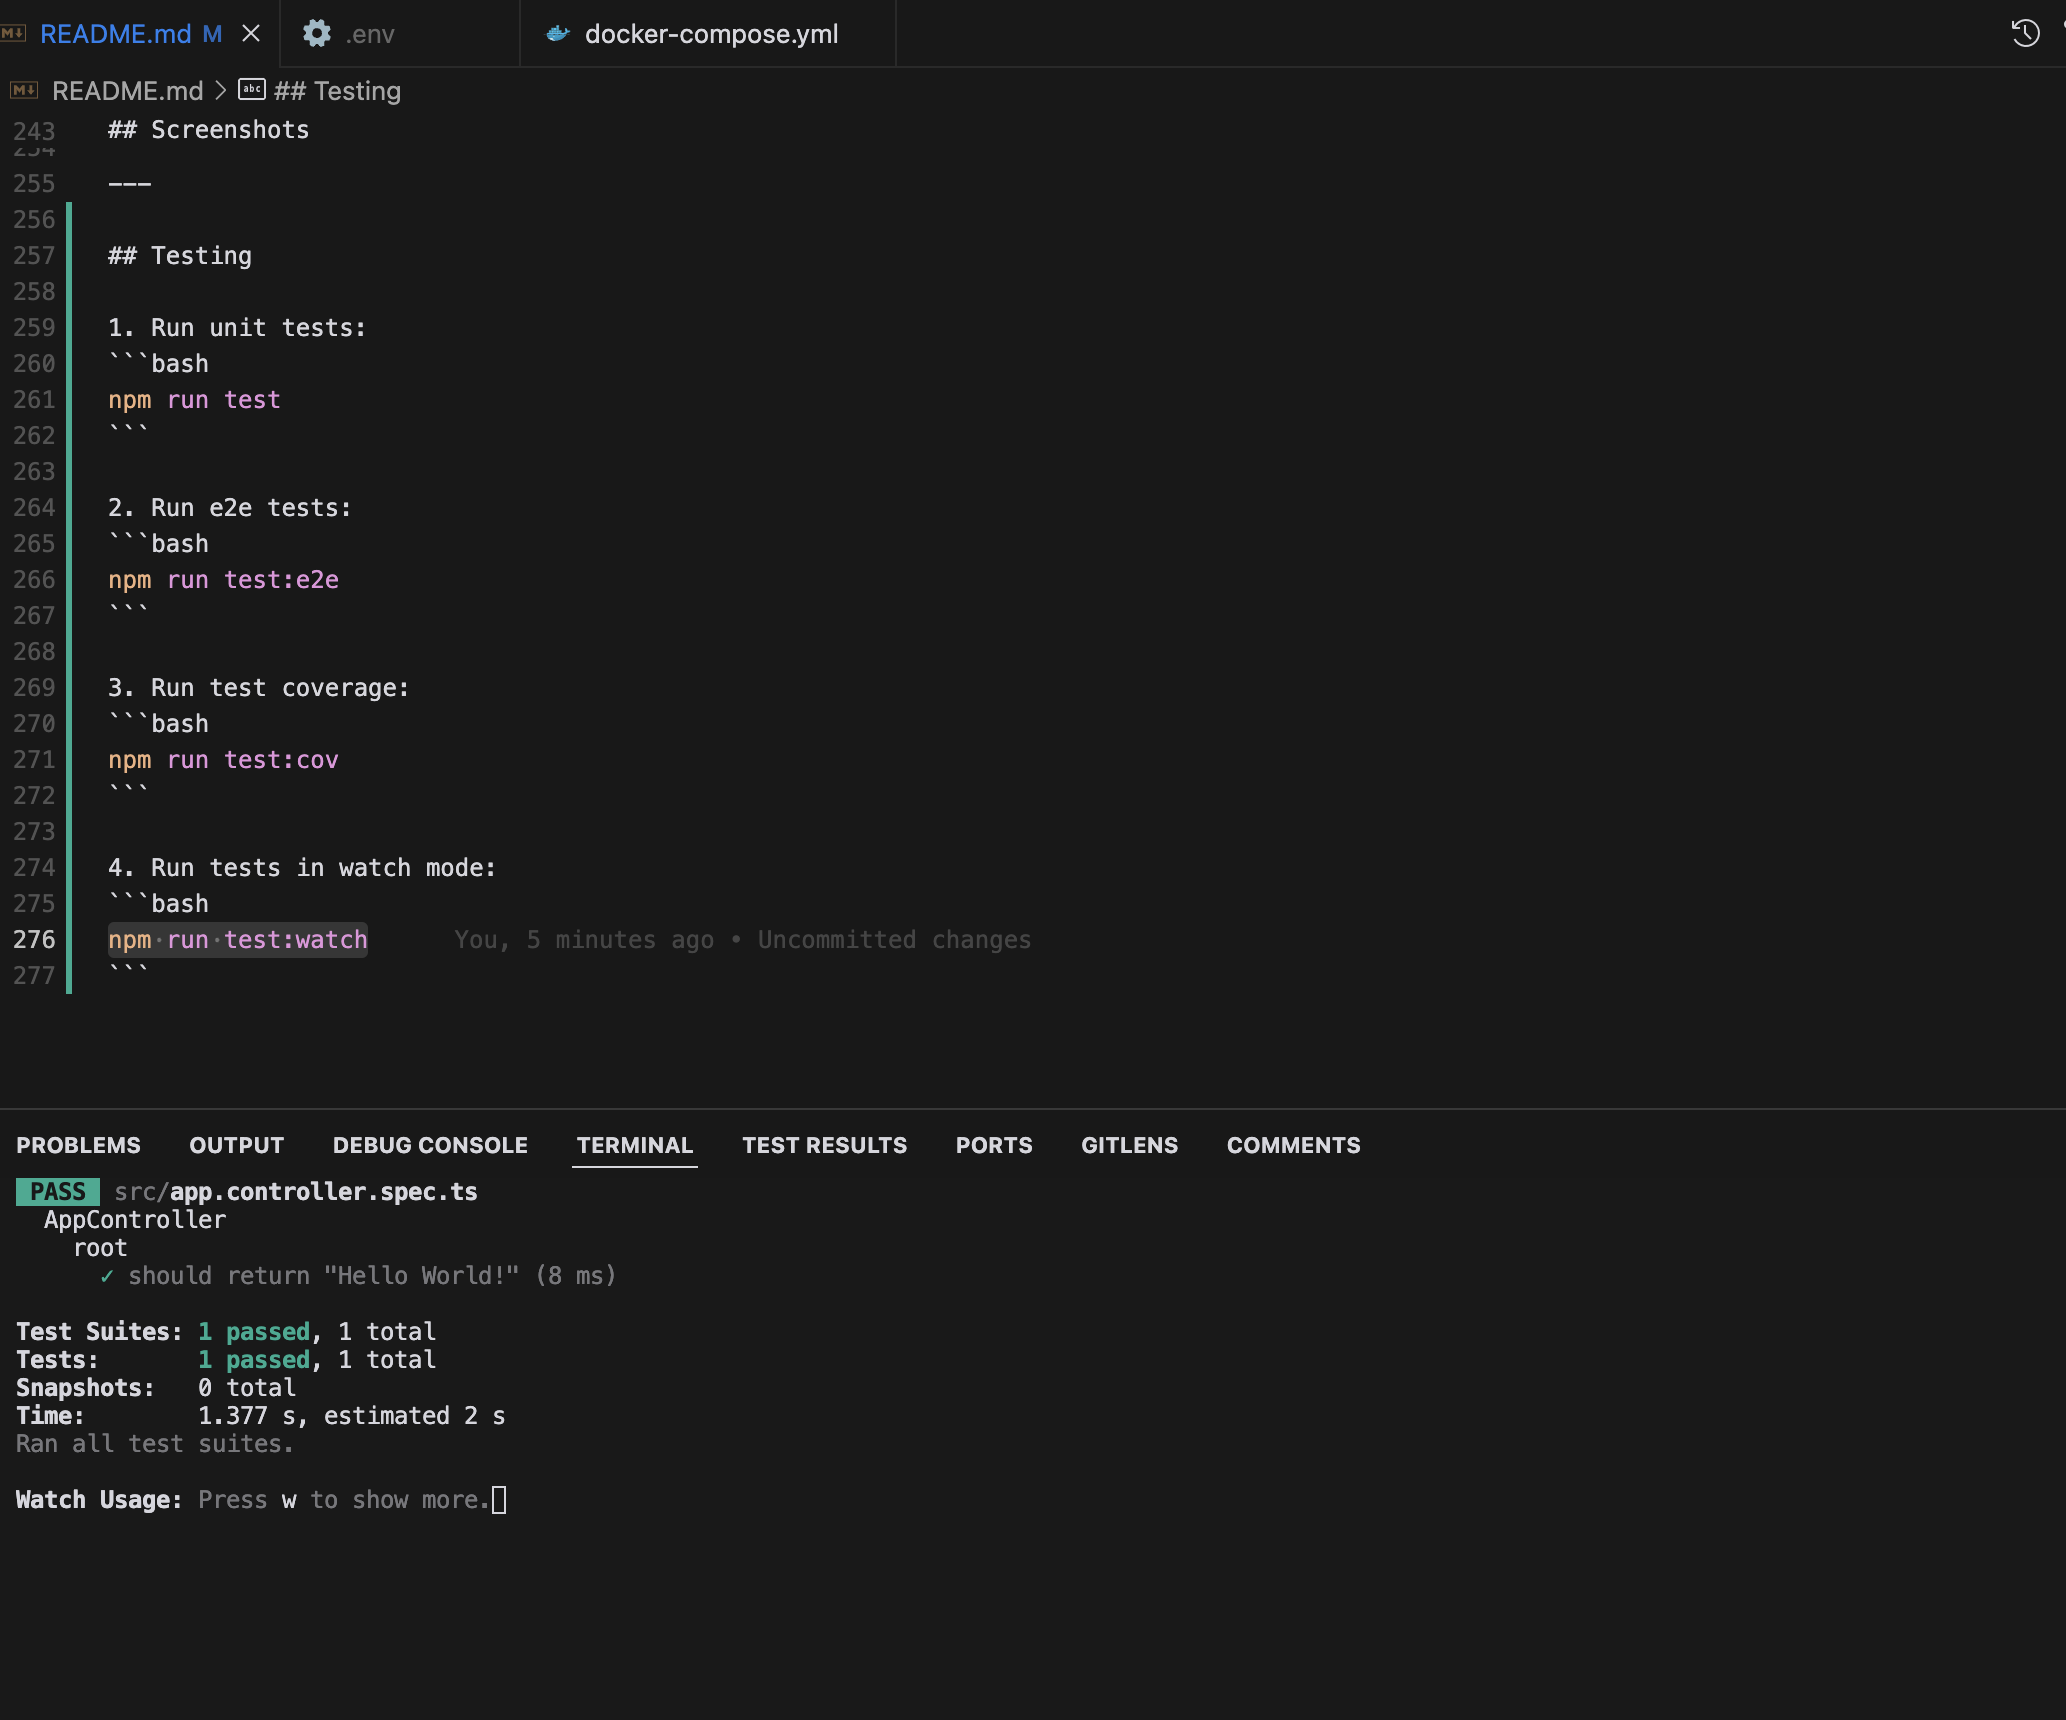 README.md M
.env
docker-compose.yml
README.md > ## Testing
243 ## Screenshots
254
255 ---
256
257 ## Testing
258
259 1. Run unit tests:
260 ```bash
261 npm run test
262 ```
263
264 2. Run e2e tests:
265 ```bash
266 npm run test:e2e
267 ```
268
269 3. Run test coverage:
270 ```bash
271 npm run test:cov
272 ```
273
274 4. Run tests in watch mode:
275 ```bash
276 npm run test:watch You, 5 minutes ago • Uncommitted changes
277 ```
PROBLEMS OUTPUT DEBUG CONSOLE TERMINAL TEST RESULTS PORTS GITLENS COMMENTS
PASS src/app.controller.spec.ts
AppController
root
✓ should return "Hello World!" (8 ms)
Test Suites: 1 passed, 1 total
Tests: 1 passed, 1 total
Snapshots: 0 total
Time: 1.377 s, estimated 2 s
Ran all test suites.
Watch Usage: Press w to show more.